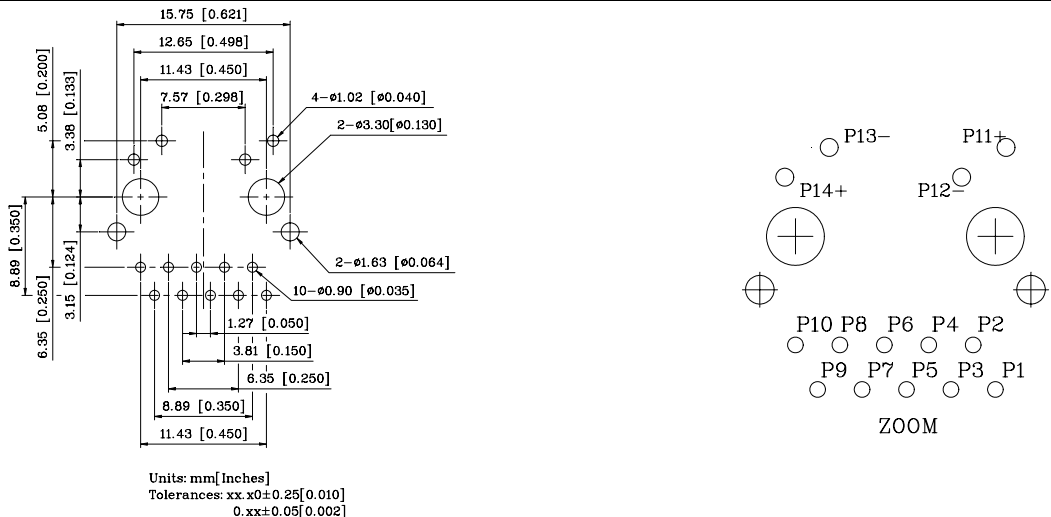 15.75 [0.621]
12.65 [0.498]
11.43 [0.450]
7.57 [0.298]
5.08 [0.200]
3.38 [0.133]
4-ø1.02 [ø0.040]
2-ø3.30[ø0.130]
8.89 [0.350]
6.35 [0.250]
3.15 [0.124]
2-ø1.63 [ø0.064]
10-ø0.90 [ø0.035]
1.27 [0.050]
3.81 [0.150]
6.35 [0.250]
8.89 [0.350]
11.43 [0.450]
Units: mm[Inches]
Tolerances: xx.x0±0.25[0.010]
0.xx±0.05[0.002]
P13- P11+
P14+ P12-
P10 P8 P6 P4 P2
P9 P7 P5 P3 P1
ZOOM